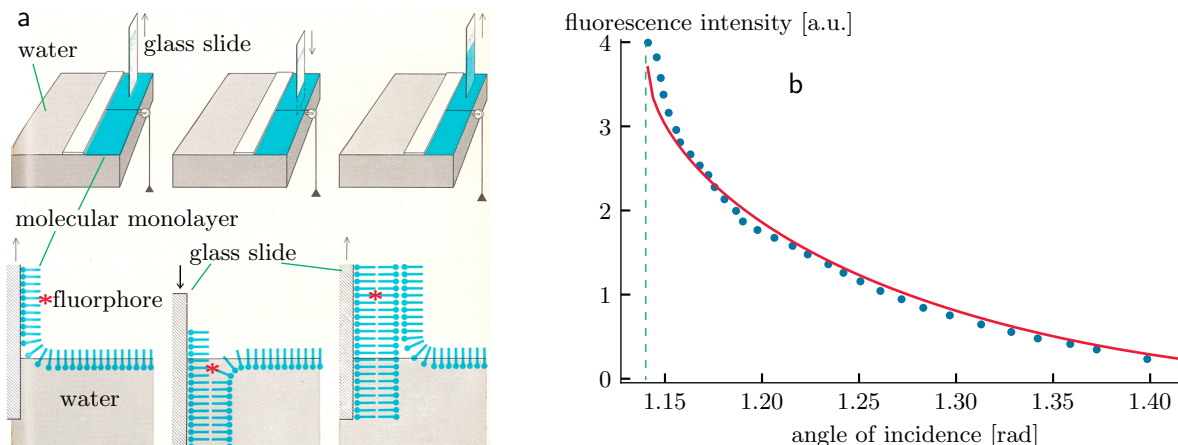 a
water
glass slide
molecular monolayer
glass slide
*fluorphore
*
*
water
fluorescence intensity [a.u.]
b
4
3
2
1
0
1.15 1.20 1.25 1.30 1.35 1.40
angle of incidence [rad]